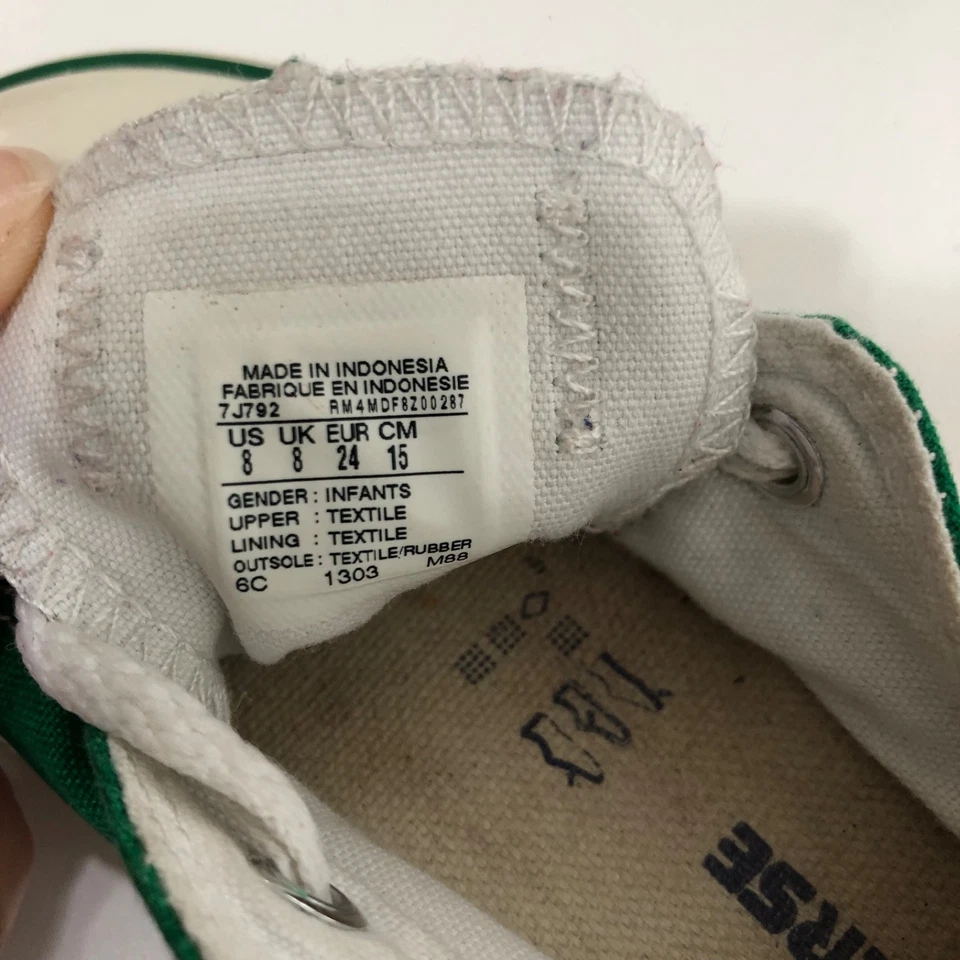 MADE IN INDONESIA
FABRIQUE EN INDONESIE
7J792 RM4MDF8Z00287
US UK EUR CM
8 8 24 15
GENDER : INFANTS
UPPER : TEXTILE
LINING : TEXTILE
OUTSOLE : TEXTILE/RUBBER
6C 1303 M88
ERSE